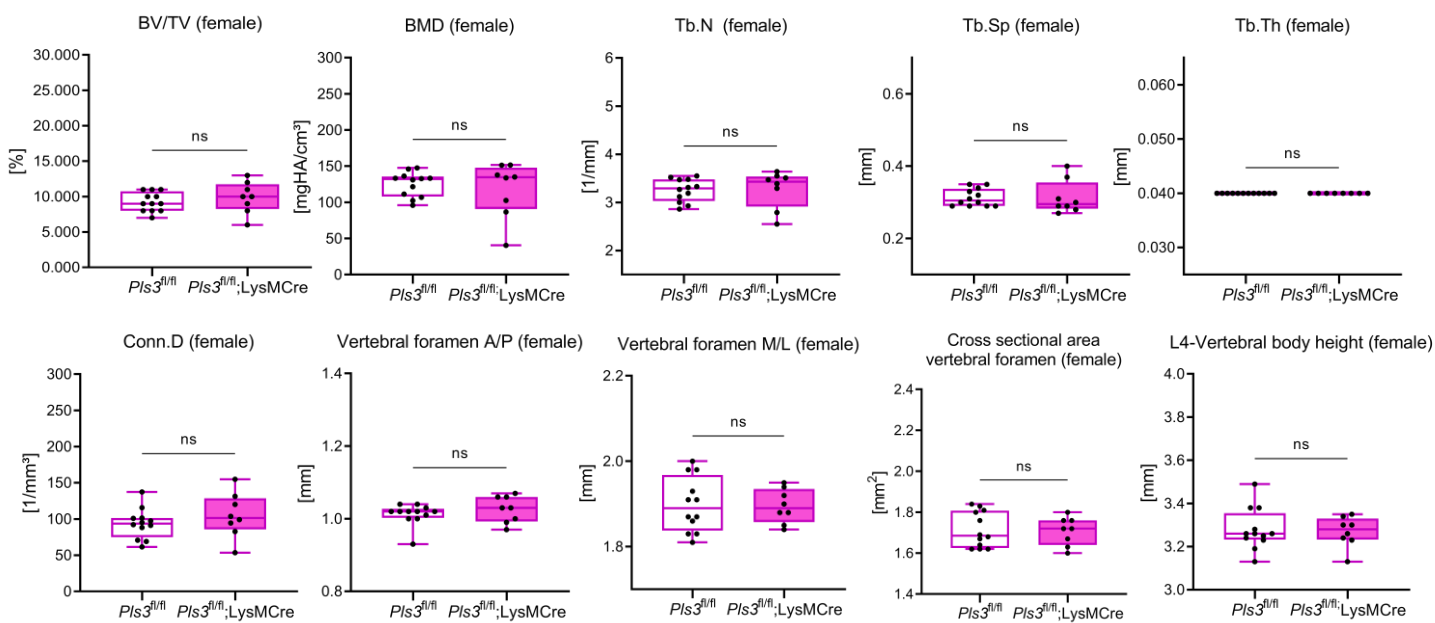 BV/TV (female)
30.000
25.000
20.000
15.000
10.000
5.000
0.000
[%]
ns
Pls3fl/fl Pls3fl/fl;LysMCre
BMD (female)
300
250
200
150
100
50
0
[mgHA/cm³]
ns
Pls3fl/fl Pls3fl/fl;LysMCre
Tb.N (female)
6
5
4
3
2
[1/mm]
ns
Pls3fl/fl Pls3fl/fl;LysMCre
Tb.Sp (female)
0.6
0.4
0.2
[mm]
ns
Pls3fl/fl Pls3fl/fl;LysMCre
Tb.Th (female)
0.060
0.050
0.040
0.030
[mm]
ns
Pls3fl/fl Pls3fl/fl;LysMCre
Conn.D (female)
300
250
200
150
100
50
0
[1/mm³]
ns
Pls3fl/fl Pls3fl/fl;LysMCre
Vertebral foramen A/P (female)
1.4
1.2
1.0
0.8
[mm]
ns
Pls3fl/fl Pls3fl/fl;LysMCre
Vertebral foramen M/L (female)
2.2
2.0
1.8
[mm]
ns
Pls3fl/fl Pls3fl/fl;LysMCre
Cross sectional area
vertebral foramen (female)
2.4
2.2
2.0
1.8
1.6
1.4
[mm2]
ns
Pls3fl/fl Pls3fl/fl;LysMCre
L4-Vertebral body height (female)
4.0
3.8
3.6
3.4
3.2
3.0
[mm]
ns
Pls3fl/fl Pls3fl/fl;LysMCre